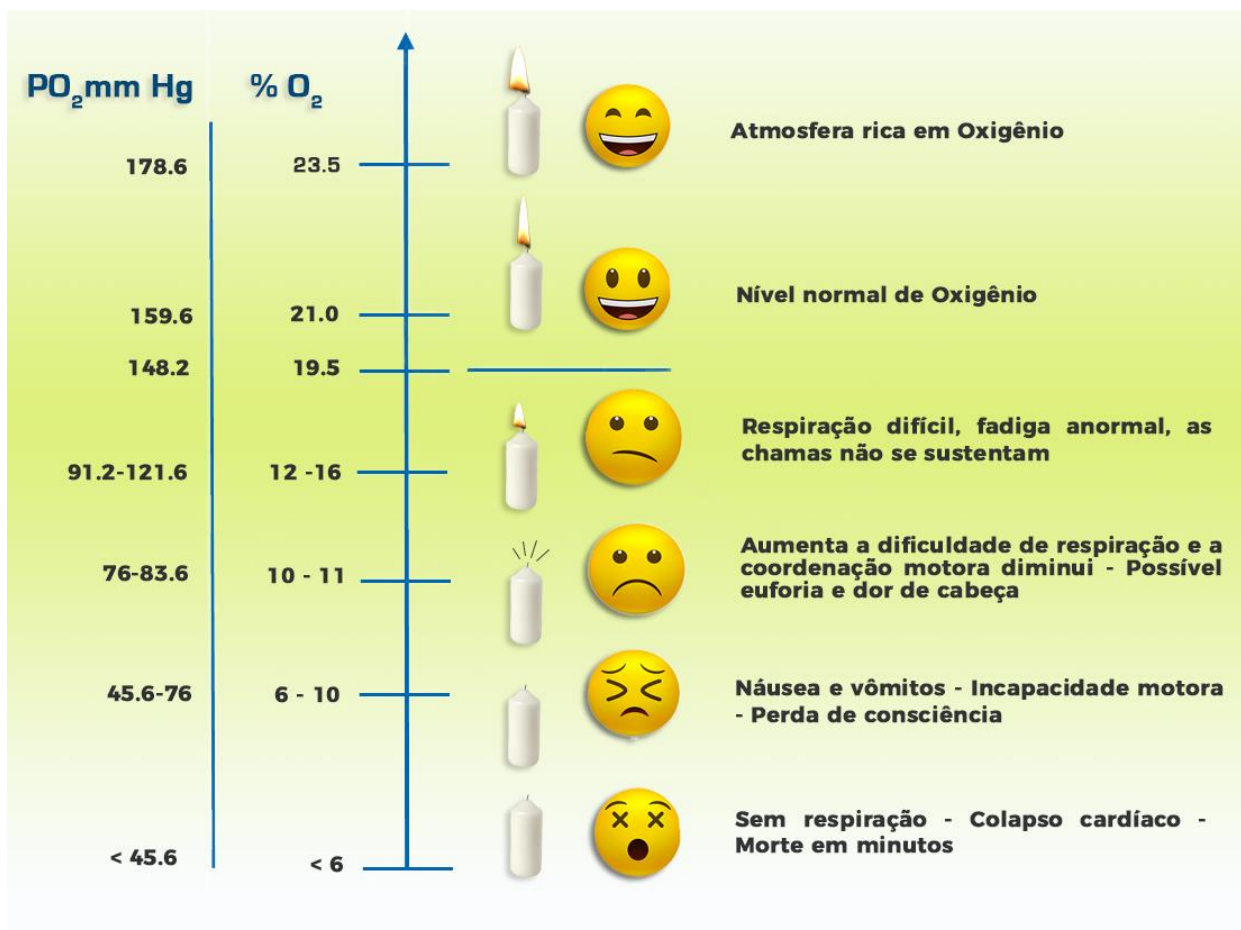 PO2mm Hg
% O2
178.6
23.5
Atmosfera rica em Oxigênio
159.6
21.0
Nível normal de Oxigênio
148.2
19.5
91.2-121.6
12 -16
Respiração difícil, fadiga anormal, as
chamas não se sustentam
76-83.6
10 - 11
Aumenta a dificuldade de respiração e a
coordenação motora diminui - Possível
euforia e dor de cabeça
45.6-76
6 - 10
Náusea e vômitos - Incapacidade motora
- Perda de consciência
< 45.6
< 6
Sem respiração - Colapso cardíaco -
Morte em minutos